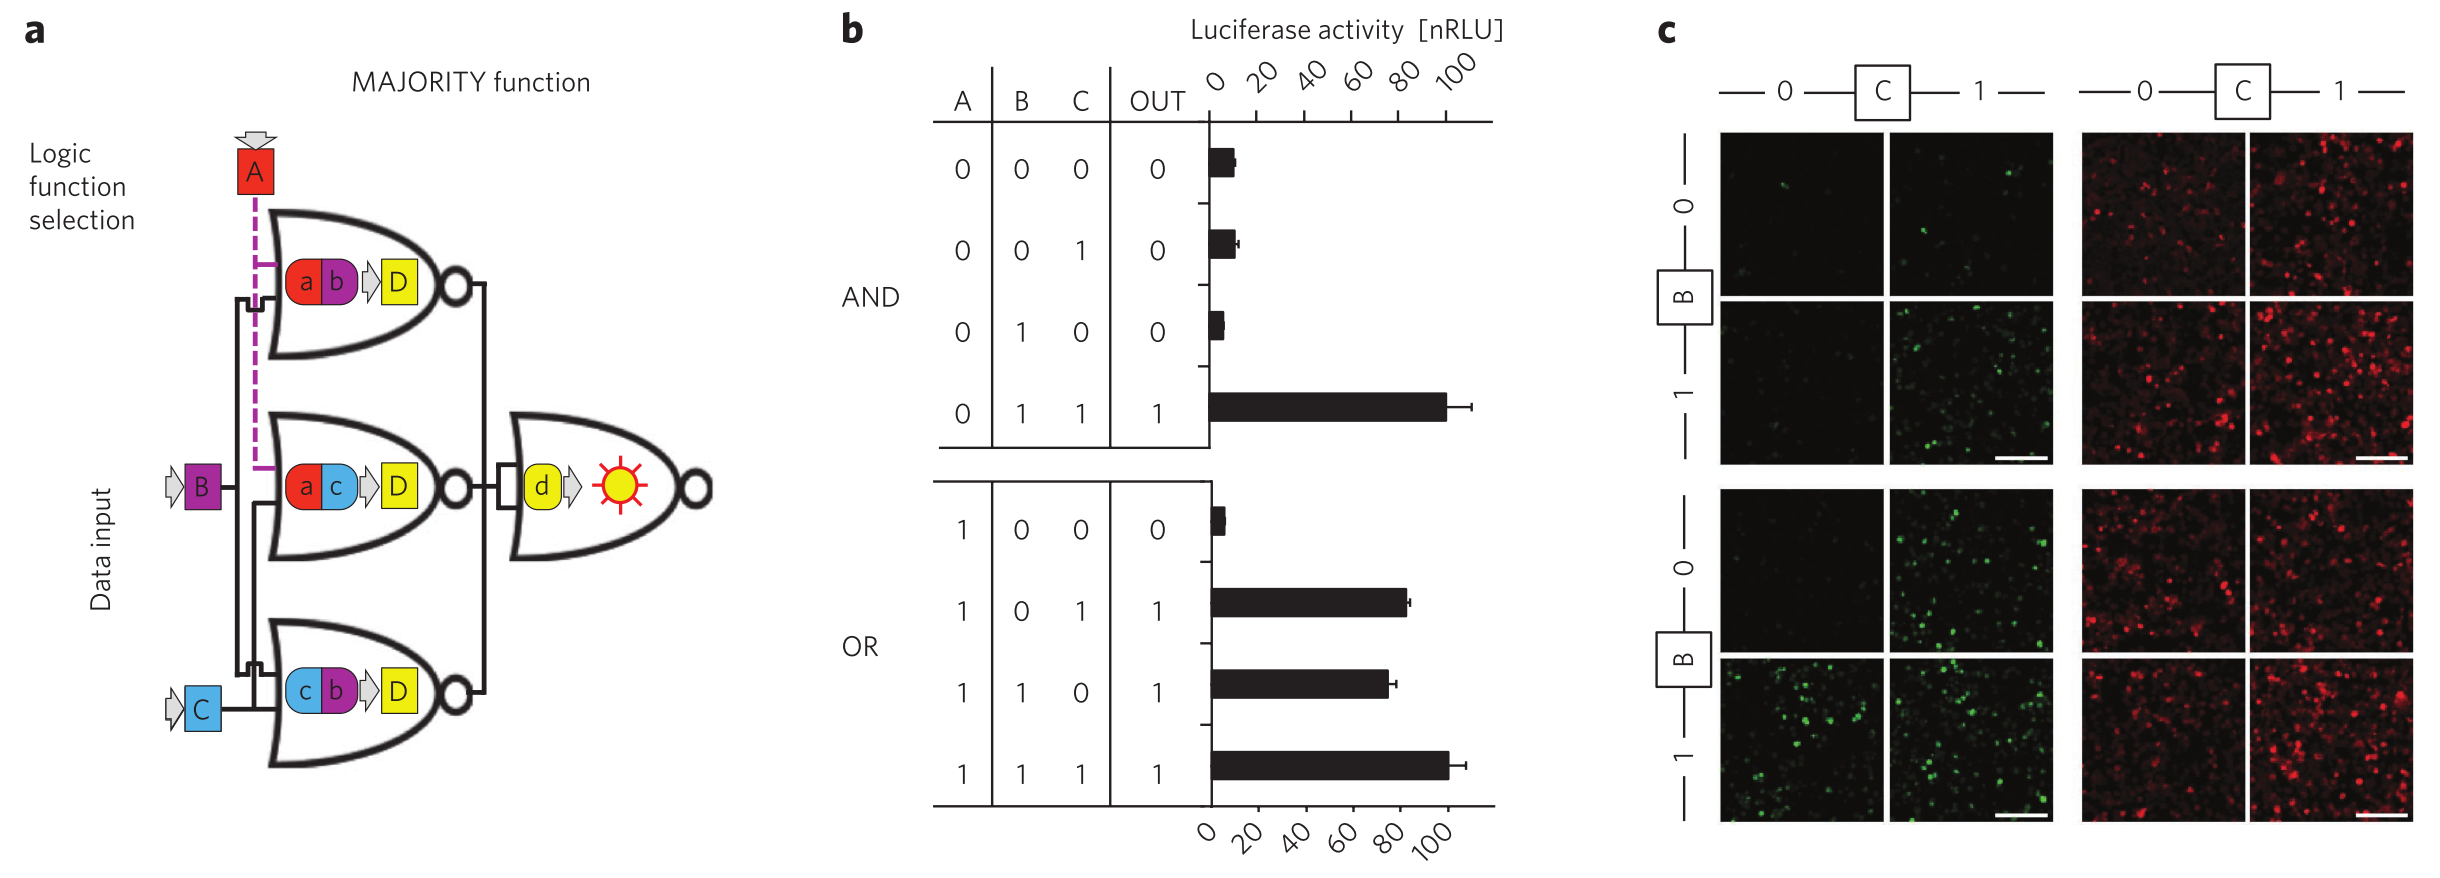 a
MAJORITY function
Logic
function
selection
A
a b D
B
a c D
d
Data input
C
c b D
b
Luciferase activity [nRLU]
0 20 40 60 80 100
A B C OUT
0 0 0 0
0 0 1 0
AND
0 1 0 0
0 1 1 1
1 0 0 0
1 0 1 1
OR
1 1 0 1
1 1 1 1
0 20 40 60 80 100
c
0 C 1 0 C 1
0
B
1
0
B
1